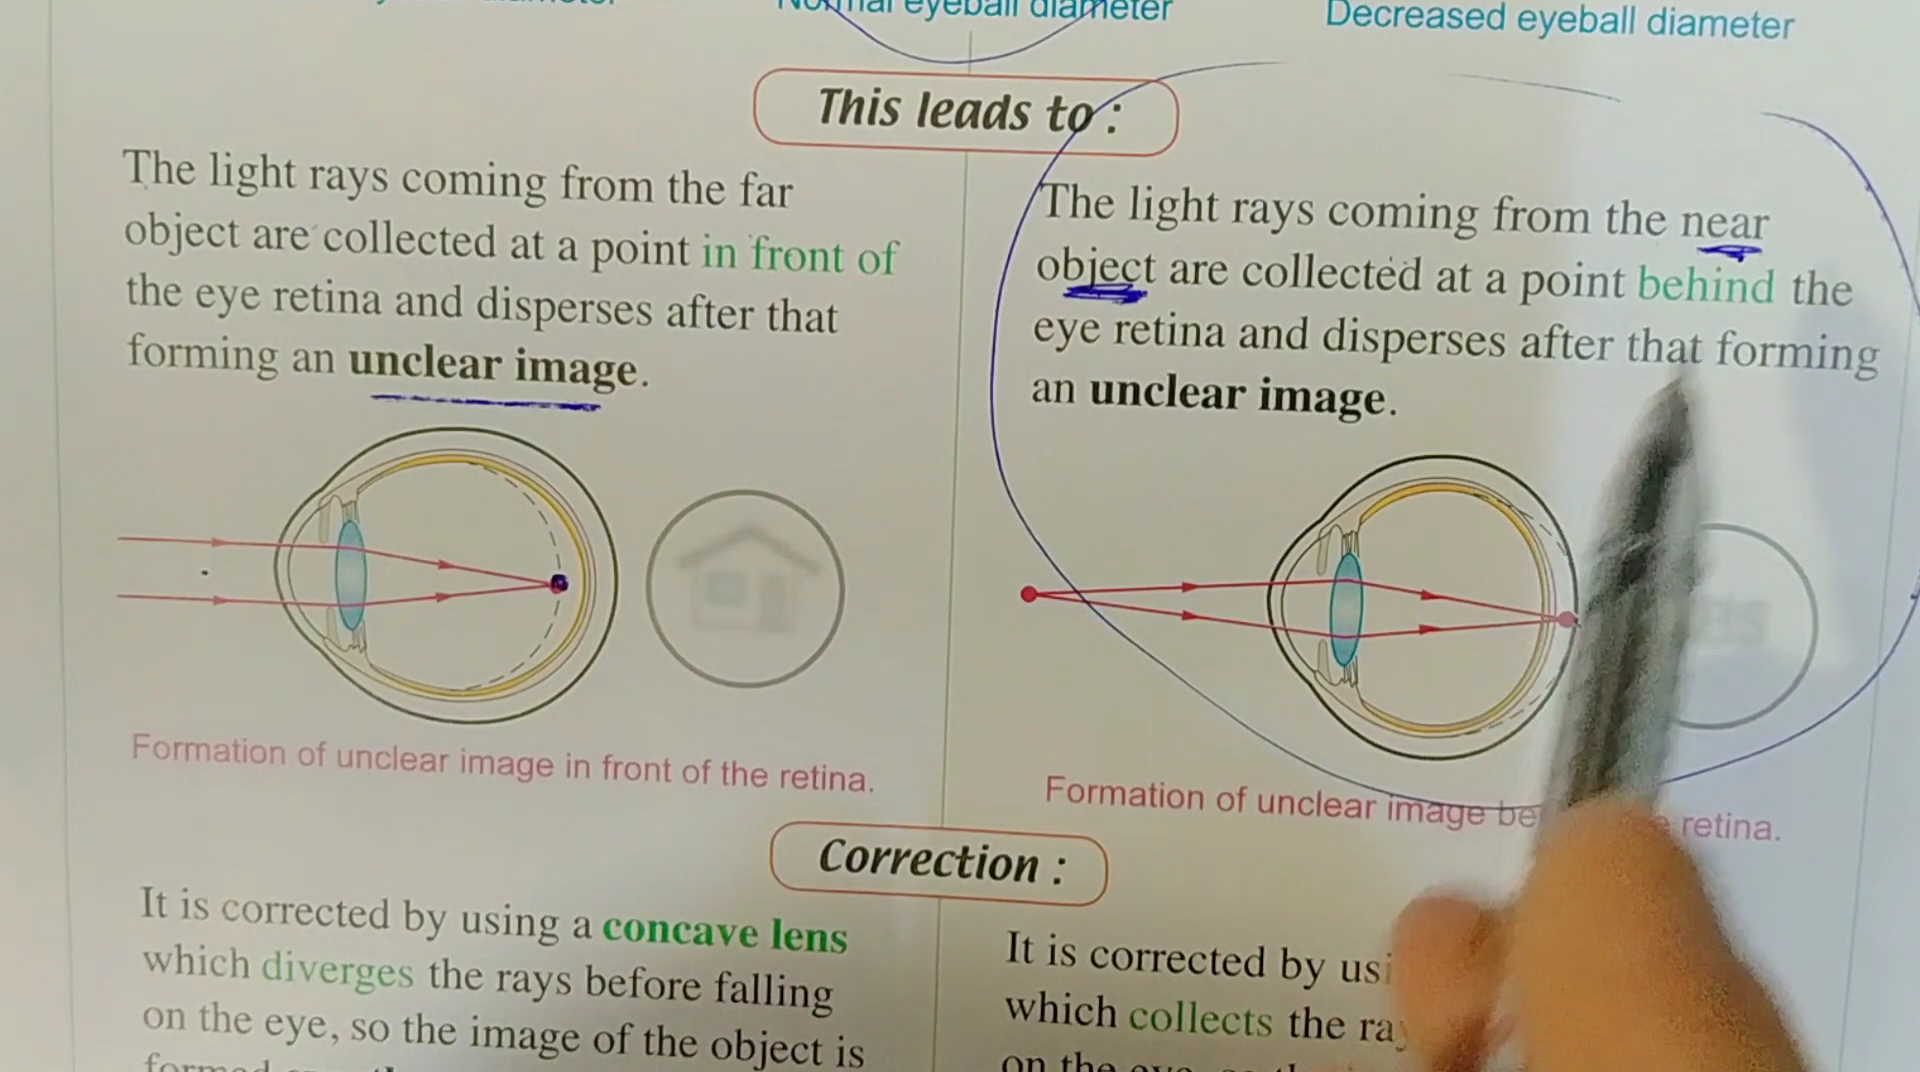 Normal eyeball diameter
Decreased eyeball diameter
This leads to :
The light rays coming from the far
object are collected at a point in front of
the eye retina and disperses after that
forming an unclear image.
Formation of unclear image in front of the retina.
The light rays coming from the near
object are collected at a point behind the
eye retina and disperses after that forming
an unclear image.
Formation of unclear image retina.
Correction :
It is corrected by using a concave lens
which diverges the rays before falling
on the eye, so the image of the object is
It is corrected by
which collects the
on the